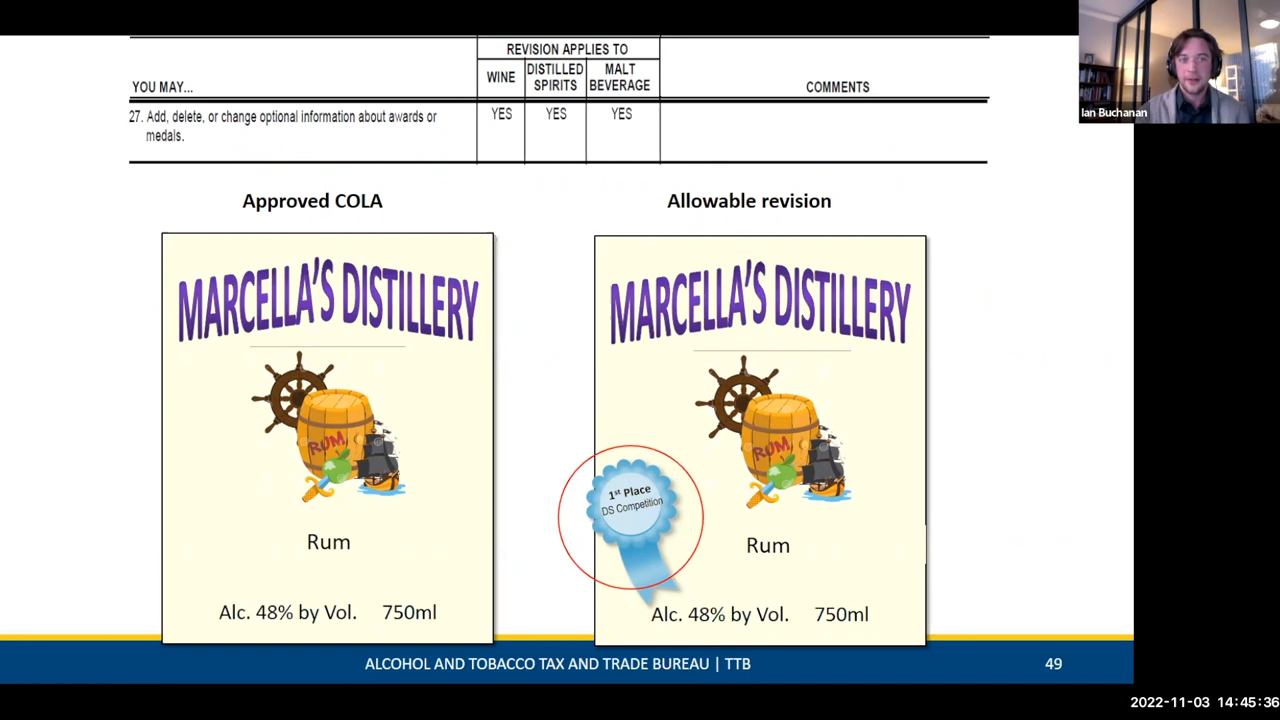 REVISION APPLIES TO
YOU MAY... WINE DISTILLED SPIRITS MALT BEVERAGE COMMENTS
27. Add, delete, or change optional information about awards or YES YES YES
medals.
Ian Buchanan
Approved COLA Allowable revision
MARCELLA'S DISTILLERY
RUM
Rum
Alc. 48% by Vol. 750ml
MARCELLA'S DISTILLERY
RUM
1st Place
DS Competition
Rum
Alc. 48% by Vol. 750ml
ALCOHOL AND TOBACCO TAX AND TRADE BUREAU | TTB 49
2022-11-03 14:45:36